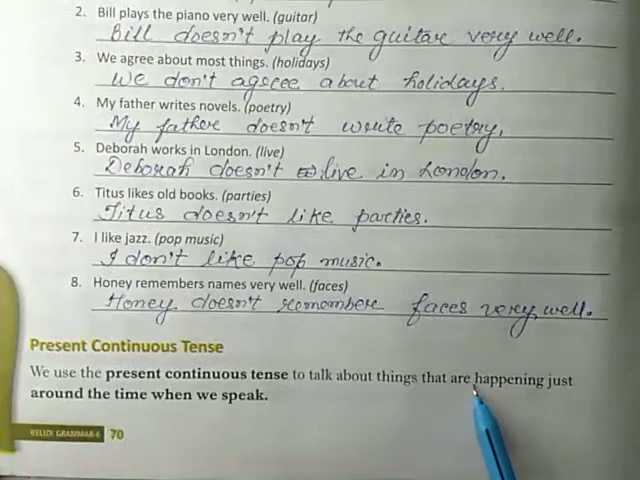 2. Bill plays the piano very well. (guitar)
Bill doesn't play the guitar very well.
3. We agree about most things. (holidays)
We don't agree about holidays.
4. My father writes novels. (poetry)
My father doesn't write poetry.
5. Deborah works in London. (live)
Deborah doesn't live in London.
6. Titus likes old books. (parties)
Titus doesn't like parties.
7. I like jazz. (pop music)
I don't like pop music.
8. Honey remembers names very well. (faces)
Honey doesn't remember faces very well.
Present Continuous Tense
We use the present continuous tense to talk about things that are happening just
around the time when we speak.
GRAMMAR 6 70